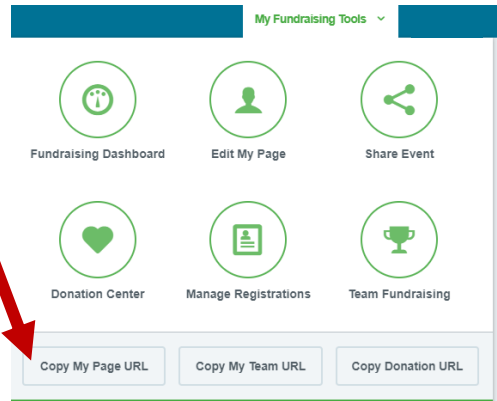 My Fundraising Tools
Fundraising Dashboard
Edit My Page
Share Event
Donation Center
Manage Registrations
Team Fundraising
Copy My Page URL
Copy My Team URL
Copy Donation URL